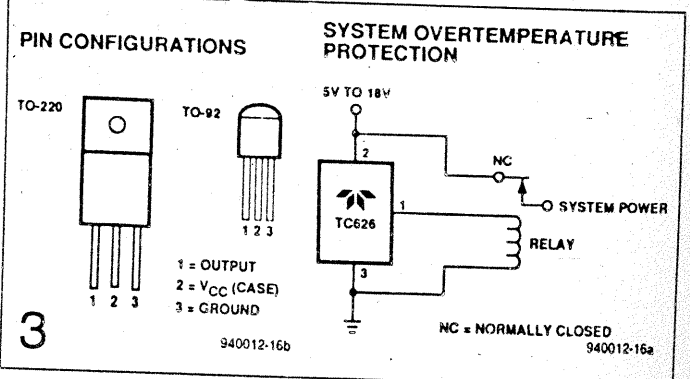 PIN CONFIGURATIONS
TO-220
TO-92
1 2 3
1 2 3
1 = OUTPUT
2 = VCC (CASE)
3 = GROUND
3
940012-16b
SYSTEM OVERTEMPERATURE
PROTECTION
5V TO 18V
2
NC
1
SYSTEM POWER
TC626
RELAY
3
NC = NORMALLY CLOSED
940012-16a